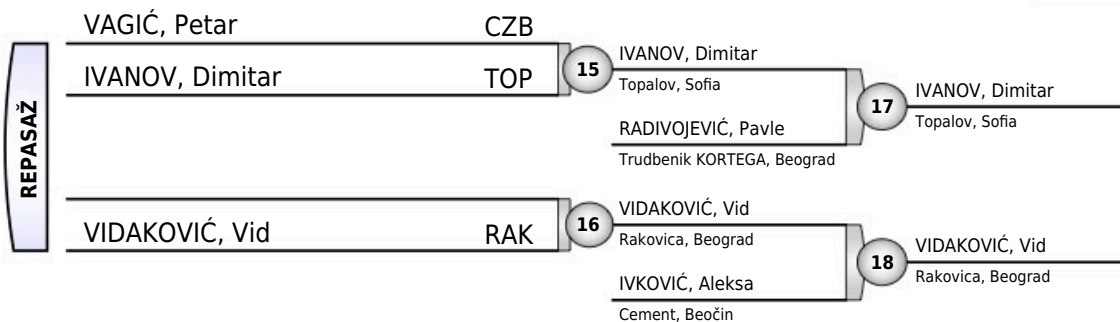 VAGIĆ, Petar CZB
IVANOV, Dimitar TOP
REPASAŽ
VIDAKOVIĆ, Vid RAK
15
IVANOV, Dimitar
Topalov, Sofia
RADIVOJEVIĆ, Pavle
Trudbenik KORTEGA, Beograd
16
VIDAKOVIĆ, Vid
Rakovica, Beograd
IVKOVIĆ, Aleksa
Cement, Beočin
17
IVANOV, Dimitar
Topalov, Sofia
18
VIDAKOVIĆ, Vid
Rakovica, Beograd